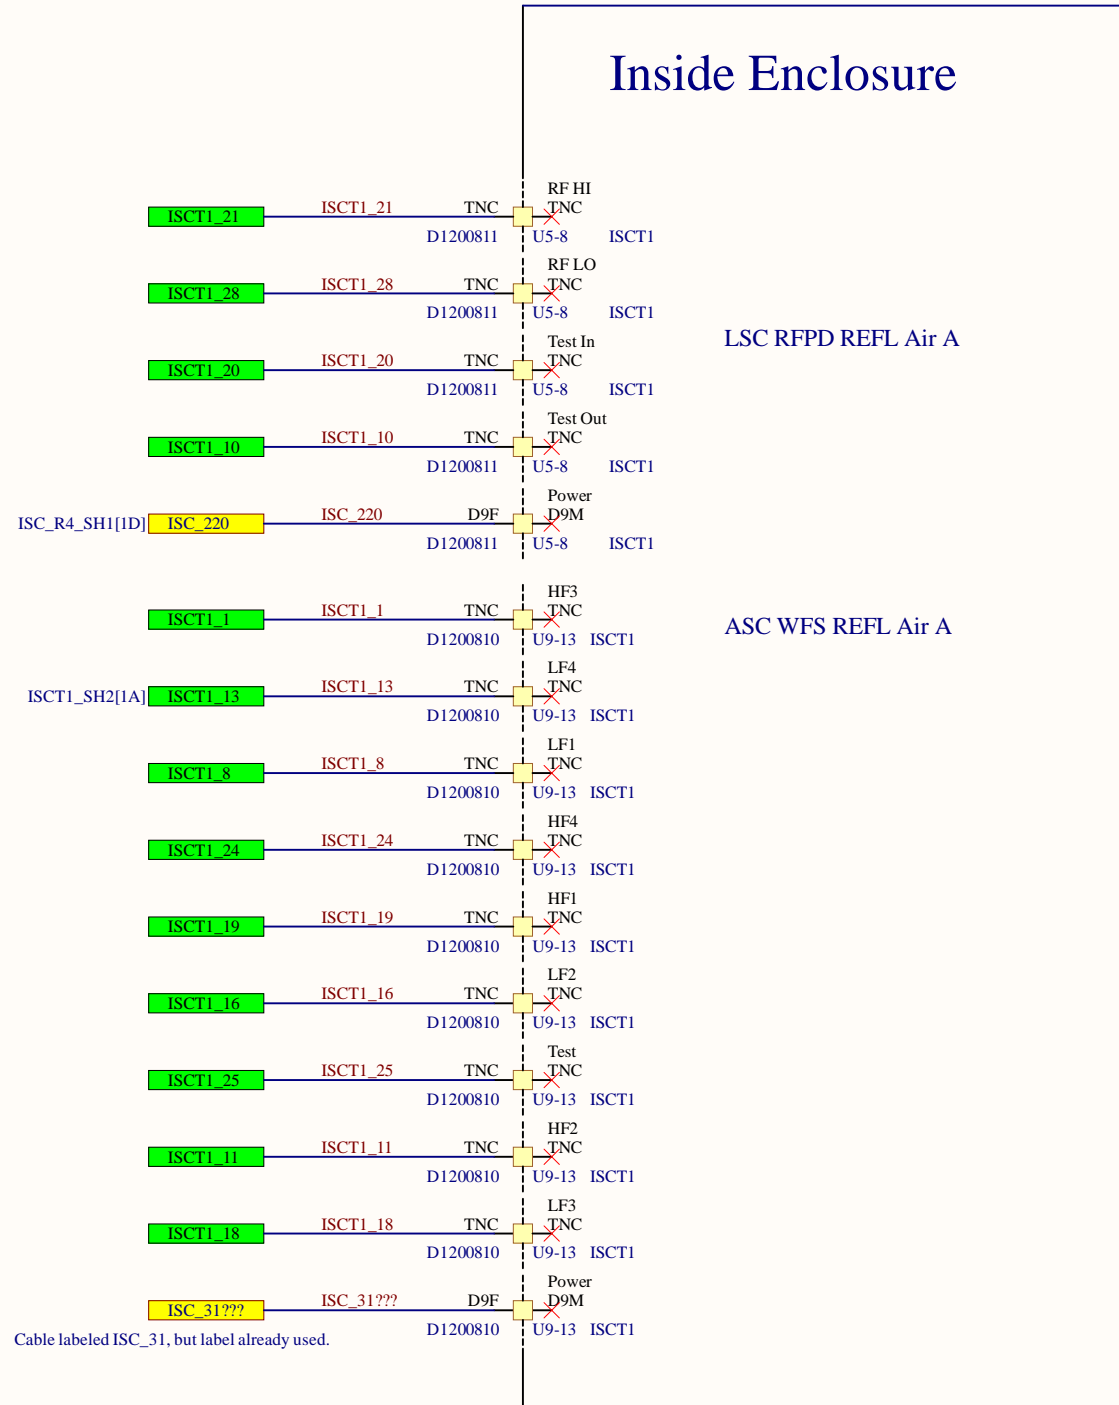 Inside Enclosure
RF HI
ISCT1_21 ISCT1_21 TNC TNC
D1200811 U5-8 ISCT1
RF LO
ISCT1_28 ISCT1_28 TNC TNC
D1200811 U5-8 ISCT1
LSC RFPD REFL Air A
Test In
ISCT1_20 ISCT1_20 TNC TNC
D1200811 U5-8 ISCT1
Test Out
ISCT1_10 ISCT1_10 TNC TNC
D1200811 U5-8 ISCT1
Power
ISC_R4_SH1[1D] ISC_220 ISC_220 D9F D9M
D1200811 U5-8 ISCT1
HF3
ISCT1_1 ISCT1_1 TNC TNC
ASC WFS REFL Air A
D1200810 U9-13 ISCT1
LF4
ISCT1_SH2[1A] ISCT1_13 ISCT1_13 TNC TNC
D1200810 U9-13 ISCT1
LF1
ISCT1_8 ISCT1_8 TNC TNC
D1200810 U9-13 ISCT1
HF4
ISCT1_24 ISCT1_24 TNC TNC
D1200810 U9-13 ISCT1
HF1
ISCT1_19 ISCT1_19 TNC TNC
D1200810 U9-13 ISCT1
LF2
ISCT1_16 ISCT1_16 TNC TNC
D1200810 U9-13 ISCT1
Test
ISCT1_25 ISCT1_25 TNC TNC
D1200810 U9-13 ISCT1
HF2
ISCT1_11 ISCT1_11 TNC TNC
D1200810 U9-13 ISCT1
LF3
ISCT1_18 ISCT1_18 TNC TNC
D1200810 U9-13 ISCT1
Power
ISC_31??? ISC_31??? D9F D9M
D1200810 U9-13 ISCT1
Cable labeled ISC_31, but label already used.